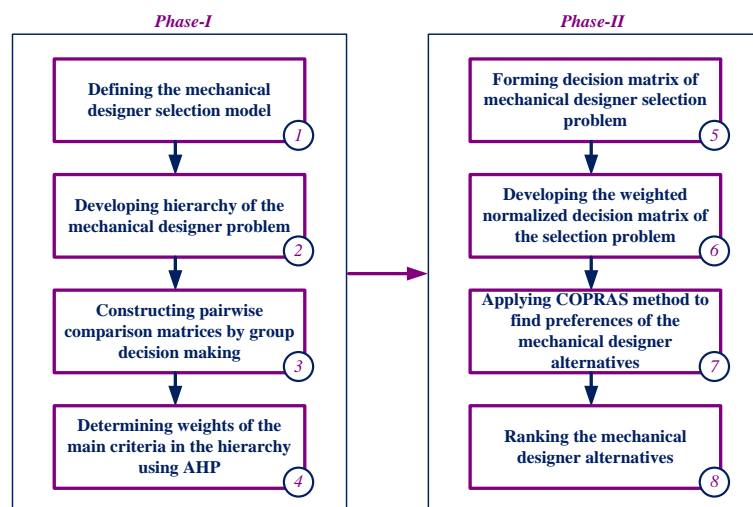 Phase-I
Defining the mechanical
designer selection model
1
Developing hierarchy of the
mechanical designer problem
2
Constructing pairwise
comparison matrices by group
decision making
3
Determining weights of the
main criteria in the hierarchy
using AHP
4
Phase-II
Forming decision matrix of
mechanical designer selection
problem
5
Developing the weighted
normalized decision matrix of
the selection problem
6
Applying COPRAS method to
find preferences of the
mechanical designer
alternatives
7
Ranking the mechanical
designer alternatives
8